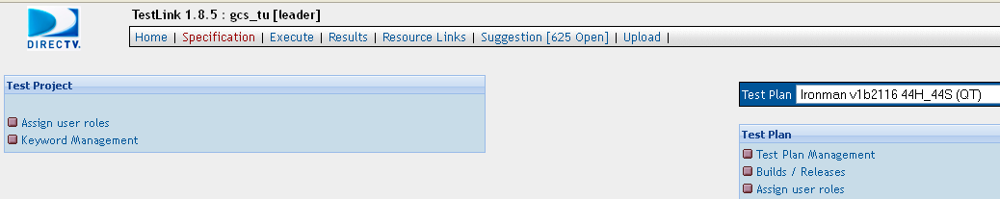 TestLink 1.8.5 : gcs_tu [leader]
DIRECTV.
Home | Specification | Execute | Results | Resource Links | Suggestion [625 Open] | Upload |
Test Project
Assign user roles
Keyword Management
Test Plan Ironman v1b2116 44H_44S (QT)
Test Plan
Test Plan Management
Builds / Releases
Assign user roles